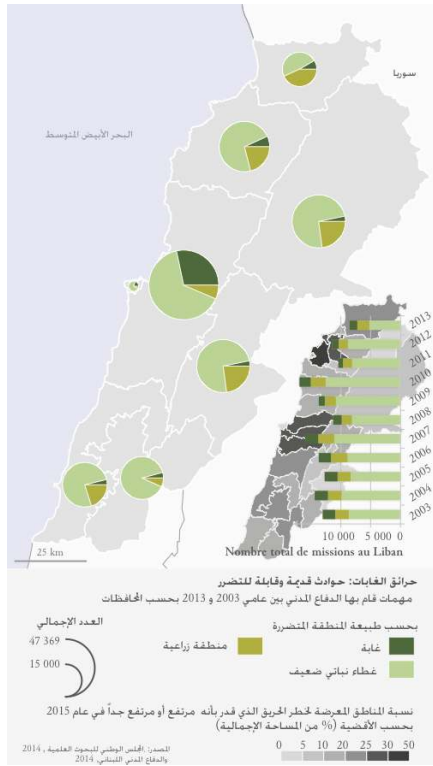 سوريا
البحر الأبيض المتوسط
2013
2012
2011
2010
2009
2008
2007
2006
2005
2004
2003
10 000 5 000 0
Nombre total de missions au Liban
25 km
حرائق الغابات: حوادث قديمة وقابلة للتضرر
مهمات قام بها الدفاع المدني بين عامي 2003 و 2013 بحسب المحافظات
العدد الإجمالي
47 369
15 000
بحسب طبيعة المنطقة المتضررة
غابة
منطقة زراعية
غطاء نباتي ضعيف
نسبة المناطق المعرضة لخطر الحريق الذي قدر بأنه مرتفع أو مرتفع جداً في عام 2015
بحسب الأقضية (% من المساحة الإجمالية)
0 5 10 20 25 30 50
المصدر: المجلس الوطني للبحوث العلمية , 2014
والدفاع المدني اللبناني, 2014